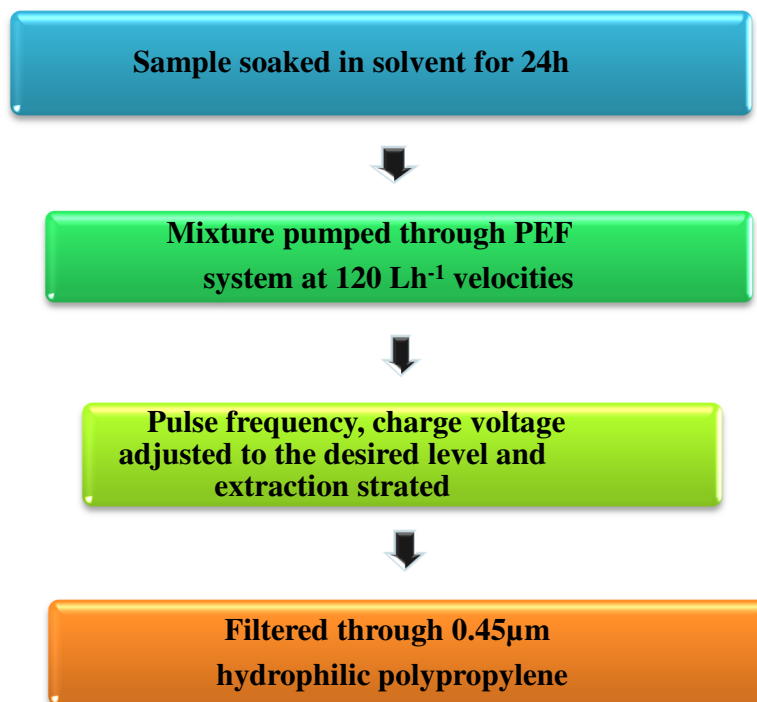 Sample soaked in solvent for 24h
Mixture pumped through PEF
system at 120 Lh⁻¹ velocities
Pulse frequency, charge voltage
adjusted to the desired level and
extraction strated
Filtered through 0.45µm
hydrophilic polypropylene